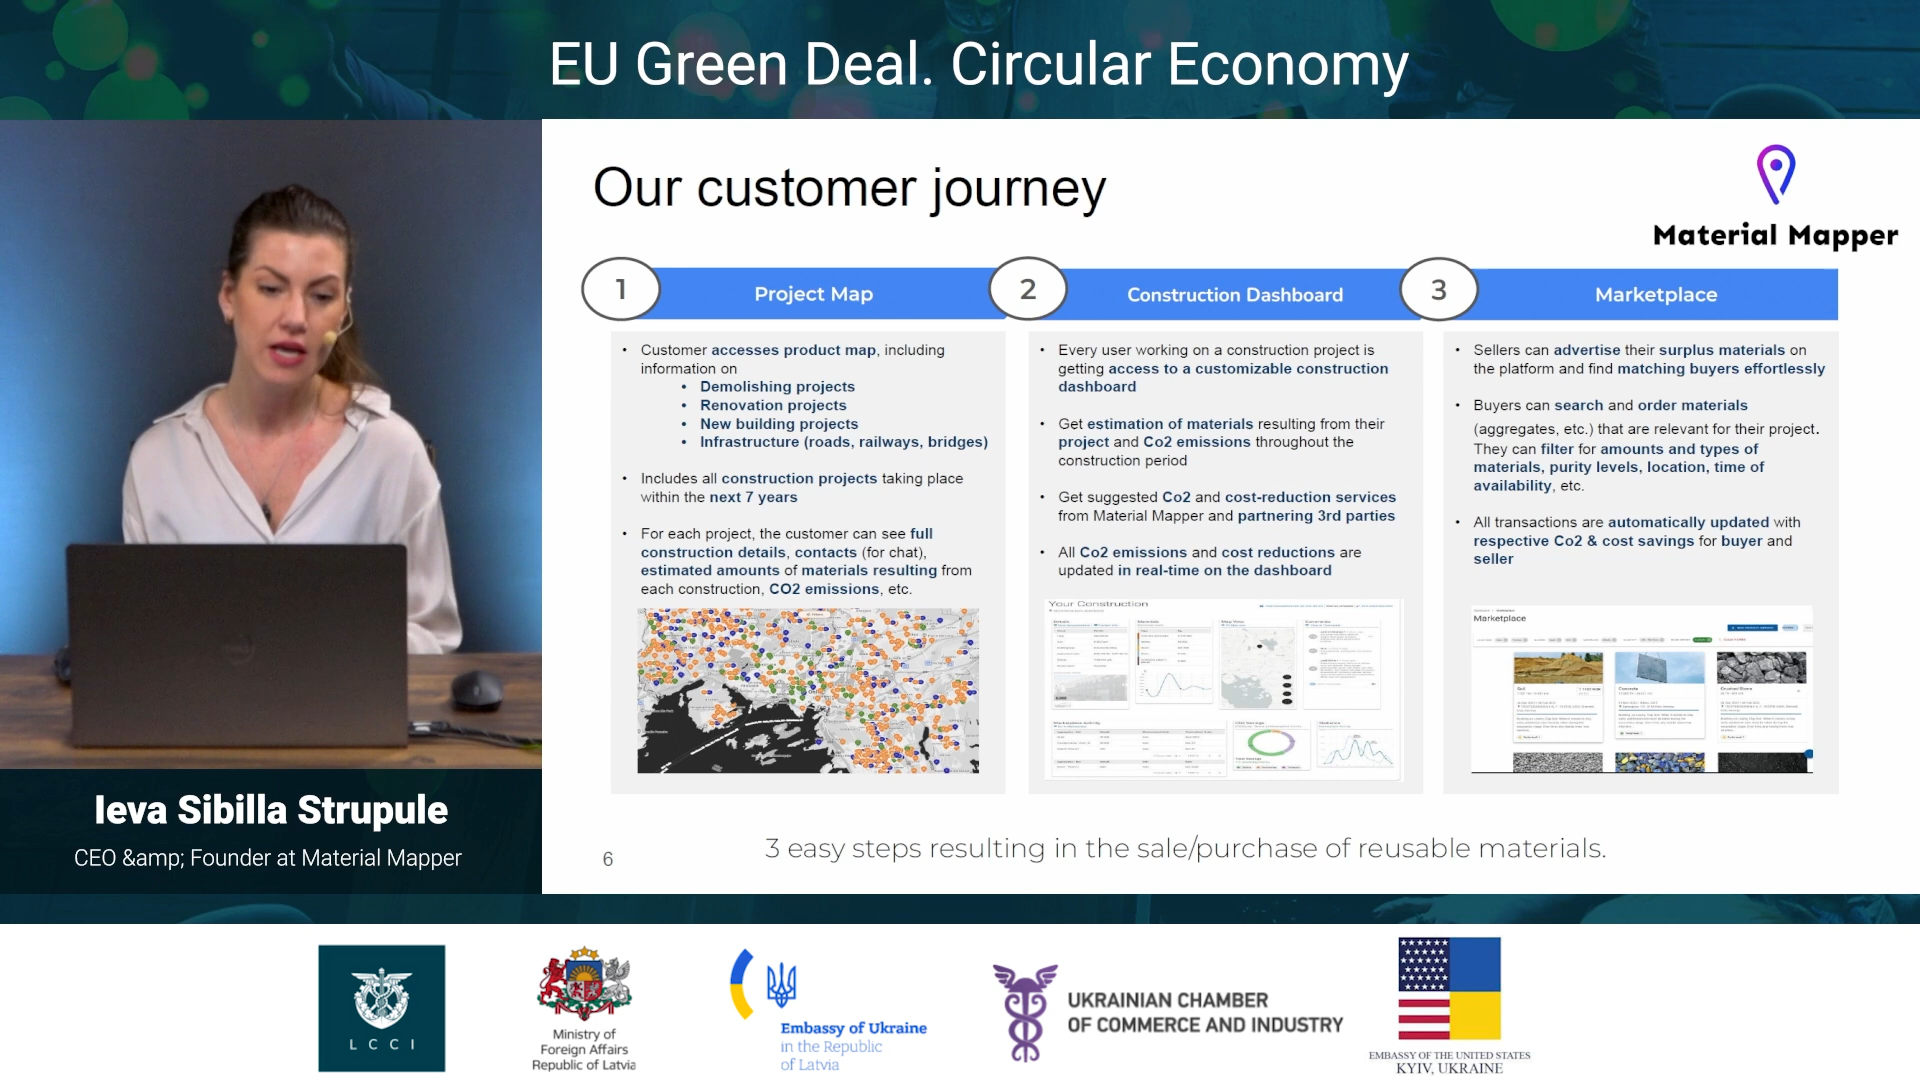 EU Green Deal. Circular Economy
Our customer journey
Material Mapper
1
Project Map
2
Construction Dashboard
3
Marketplace
• Customer accesses product map, including
information on
• Demolishing projects
• Renovation projects
• New building projects
• Infrastructure (roads, railways, bridges)
• Includes all construction projects taking place
within the next 7 years
• For each project, the customer can see full
construction details, contacts (for chat),
estimated amounts of materials resulting from
each construction, CO2 emissions, etc.
• Every user working on a construction project is
getting access to a customizable construction
dashboard
• Get estimation of materials resulting from their
project and Co2 emissions throughout the
construction period
• Get suggested Co2 and cost-reduction services
from Material Mapper and partnering 3rd parties
• All Co2 emissions and cost reductions are
updated in real-time on the dashboard
Your Construction
• Sellers can advertise their surplus materials on
the platform and find matching buyers effortlessly
• Buyers can search and order materials
(aggregates, etc.) that are relevant for their project.
They can filter for amounts and types of
materials, purity levels, location, time of
availability, etc.
• All transactions are automatically updated with
respective Co2 & cost savings for buyer and
seller
Marketplace
Soil
Concrete
Crushed Stone
6
3 easy steps resulting in the sale/purchase of reusable materials.
Ieva Sibilla Strupule
CEO &amp; Founder at Material Mapper
LCCI
Ministry of
Foreign Affairs
Republic of Latvia
Embassy of Ukraine
in the Republic
of Latvia
UKRAINIAN CHAMBER
OF COMMERCE AND INDUSTRY
EMBASSY OF THE UNITED STATES
KYIV, UKRAINE